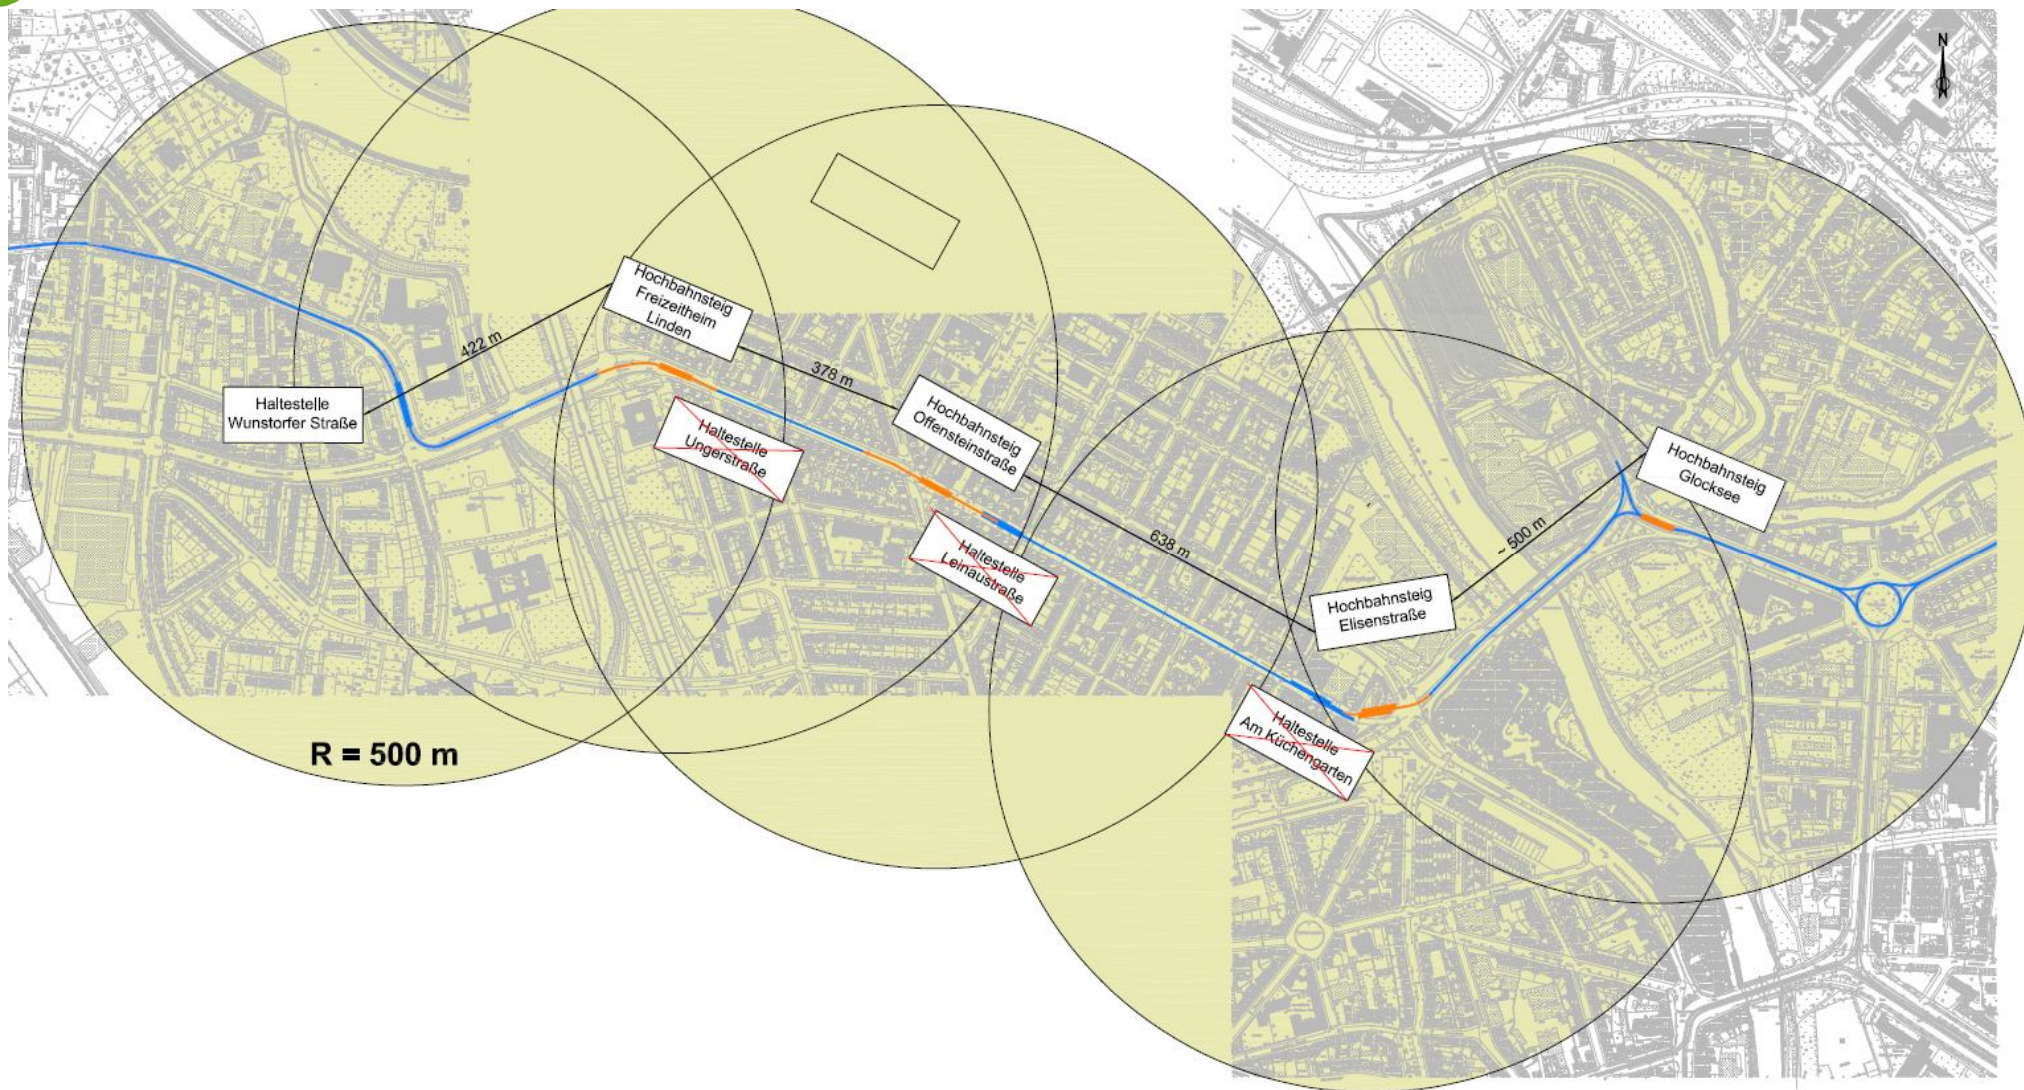 N
Hochbahnsteig
Freizeitheim
Linden
422 m
378 m
Haltestelle
Wunstorfer Straße
Hochbahnsteig
Offensteinstraße
Haltestelle
Ungerstraße
Hochbahnsteig
Glocksee
~ 500 m
638 m
Haltestelle
Leinaustraße
Hochbahnsteig
Elisenstraße
Haltestelle
Am Küchengarten
R = 500 m